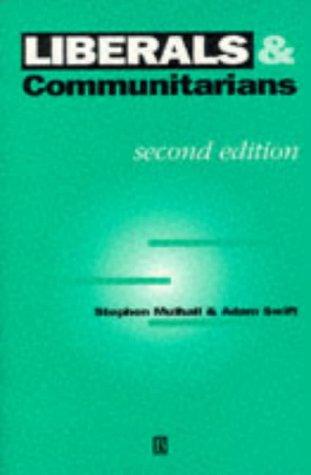 LIBERALS &
Communitarians
second edition
Stephen Mulhall & Adam Swift